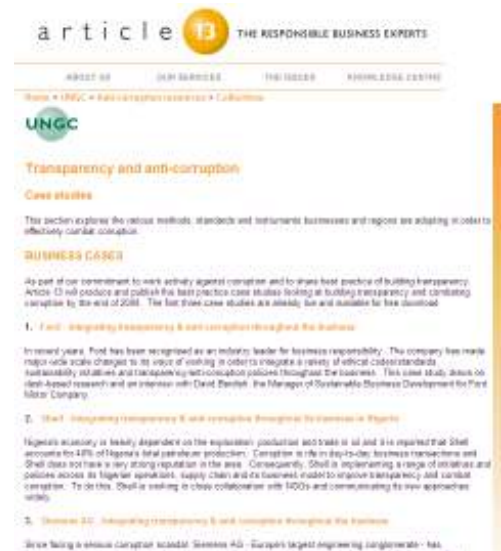 article 13 THE RESPONSIBLE BUSINESS EXPERTS
ABOUT US OUR SERVICES THE ISSUES KNOWLEDGE CENTRE
Home > UNGC > Anti-corruption resources >
UNGC
Transparency and anti-corruption
Case studies
This section explores the various methods, standards and instruments businesses and regions are adopting in order to
effectively combat corruption.
BUSINESS CASES
As part of our commitment to work actively against corruption and to share best practice of building transparency,
Article 13 will produce and publish five best practice case studies looking at building transparency and combating
corruption by the end of The first three case studies are already live and available for free download
1. Ford - Integrating transparency & anti-corruption throughout the business
In recent years, Ford has been recognised as an industry leader for business responsibility. The company has made
major wide scale changes to its ways of working in order to integrate a variety of ethical codes/standards,
sustainability initiatives and transparency/anti-corruption policies throughout the business. This case study draws on
desk-based research and an interview with David Berdish, the Manager of Sustainable Business Development for Ford
Motor Company.
2. Shell - Integrating transparency & anti-corruption throughout its business in Nigeria
Nigeria's economy is heavily dependent on the exploration, production and trade in oil and it is reported that Shell
accounts for 40% of Nigeria's total petroleum production. Corruption is rife in day-to-day business transactions and
Shell does not have a very strong reputation in the area. Consequently, Shell is implementing a range of initiatives and
policies across its Nigerian operations, supply chain and its business model to improve transparency and combat
corruption. To do this, Shell is working in close collaboration with NGOs and communicating its new approaches
widely.
3. Siemens AG - Integrating transparency & anti-corruption throughout the business
Since facing a serious corruption scandal, Siemens AG - Europe's largest engineering conglomerate - has